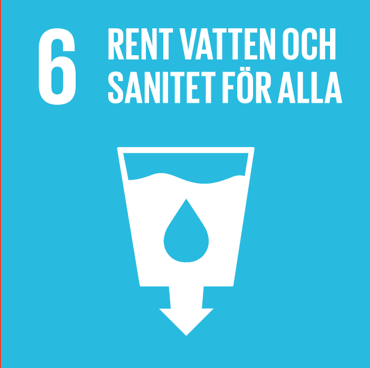 6 RENT VATTEN OCH
SANITET FÖR ALLA